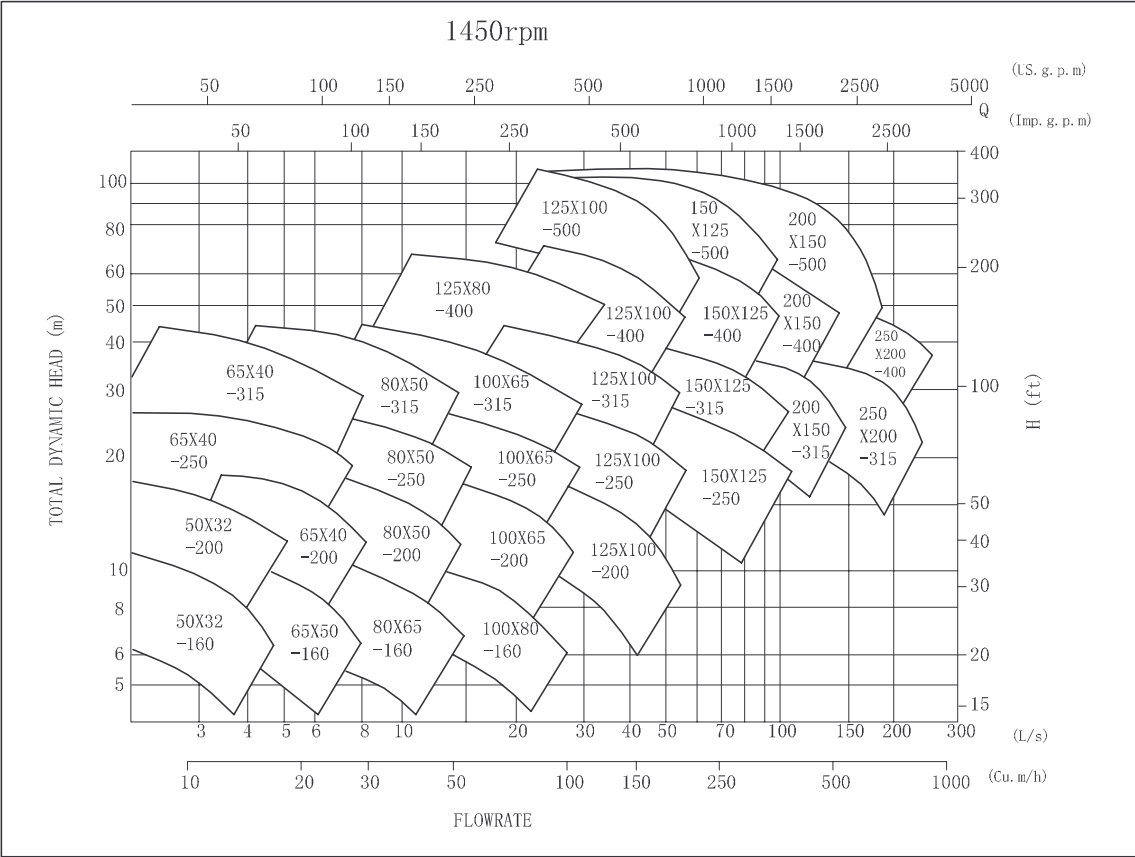 1450rpm
50 100 150 250 500 1000 1500 2500 5000 (US.g.p.m)
Q
50 100 150 250 500 1000 1500 2500 (Imp.g.p.m)
TOTAL DYNAMIC HEAD (m)
100
80
60
50
40
30
20
10
8
6
5
400
300
200
100
50
40
30
20
15
H (ft)
125X100
-500
150
X125
-500
200
X150
-500
125X80
-400
125X100
-400
150X125
-400
200
X150
-400
250
X200
-400
65X40
-315
80X50
-315
100X65
-315
125X100
-315
150X125
-315
200
X150
-315
250
X200
-315
65X40
-250
80X50
-250
100X65
-250
125X100
-250
150X125
-250
50X32
-200
65X40
-200
80X50
-200
100X65
-200
125X100
-200
50X32
-160
65X50
-160
80X65
-160
100X80
-160
3 4 5 6 8 10 20 30 40 50 60 70 80 100 150 200 300 (L/s)
10 20 30 50 100 150 250 500 1000 (Cu.m/h)
FLOWRATE